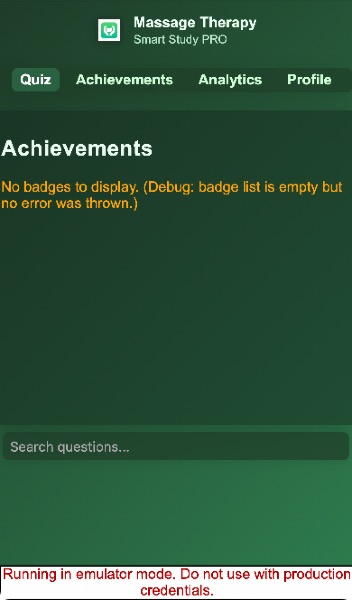 Massage Therapy
Smart Study PRO
Quiz Achievements Analytics Profile
Achievements
No badges to display. (Debug: badge list is empty but
no error was thrown.)
Search questions...
Running in emulator mode. Do not use with production
credentials.